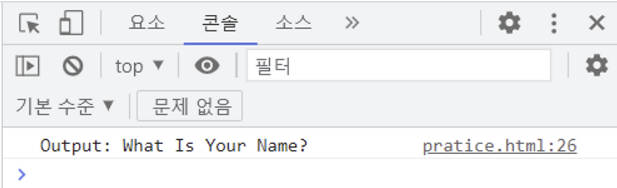 요소 콘솔 소스 »
top ▼ 필터
기본 수준 ▼ 문제 없음
Output: What Is Your Name? pratice.html:26
>